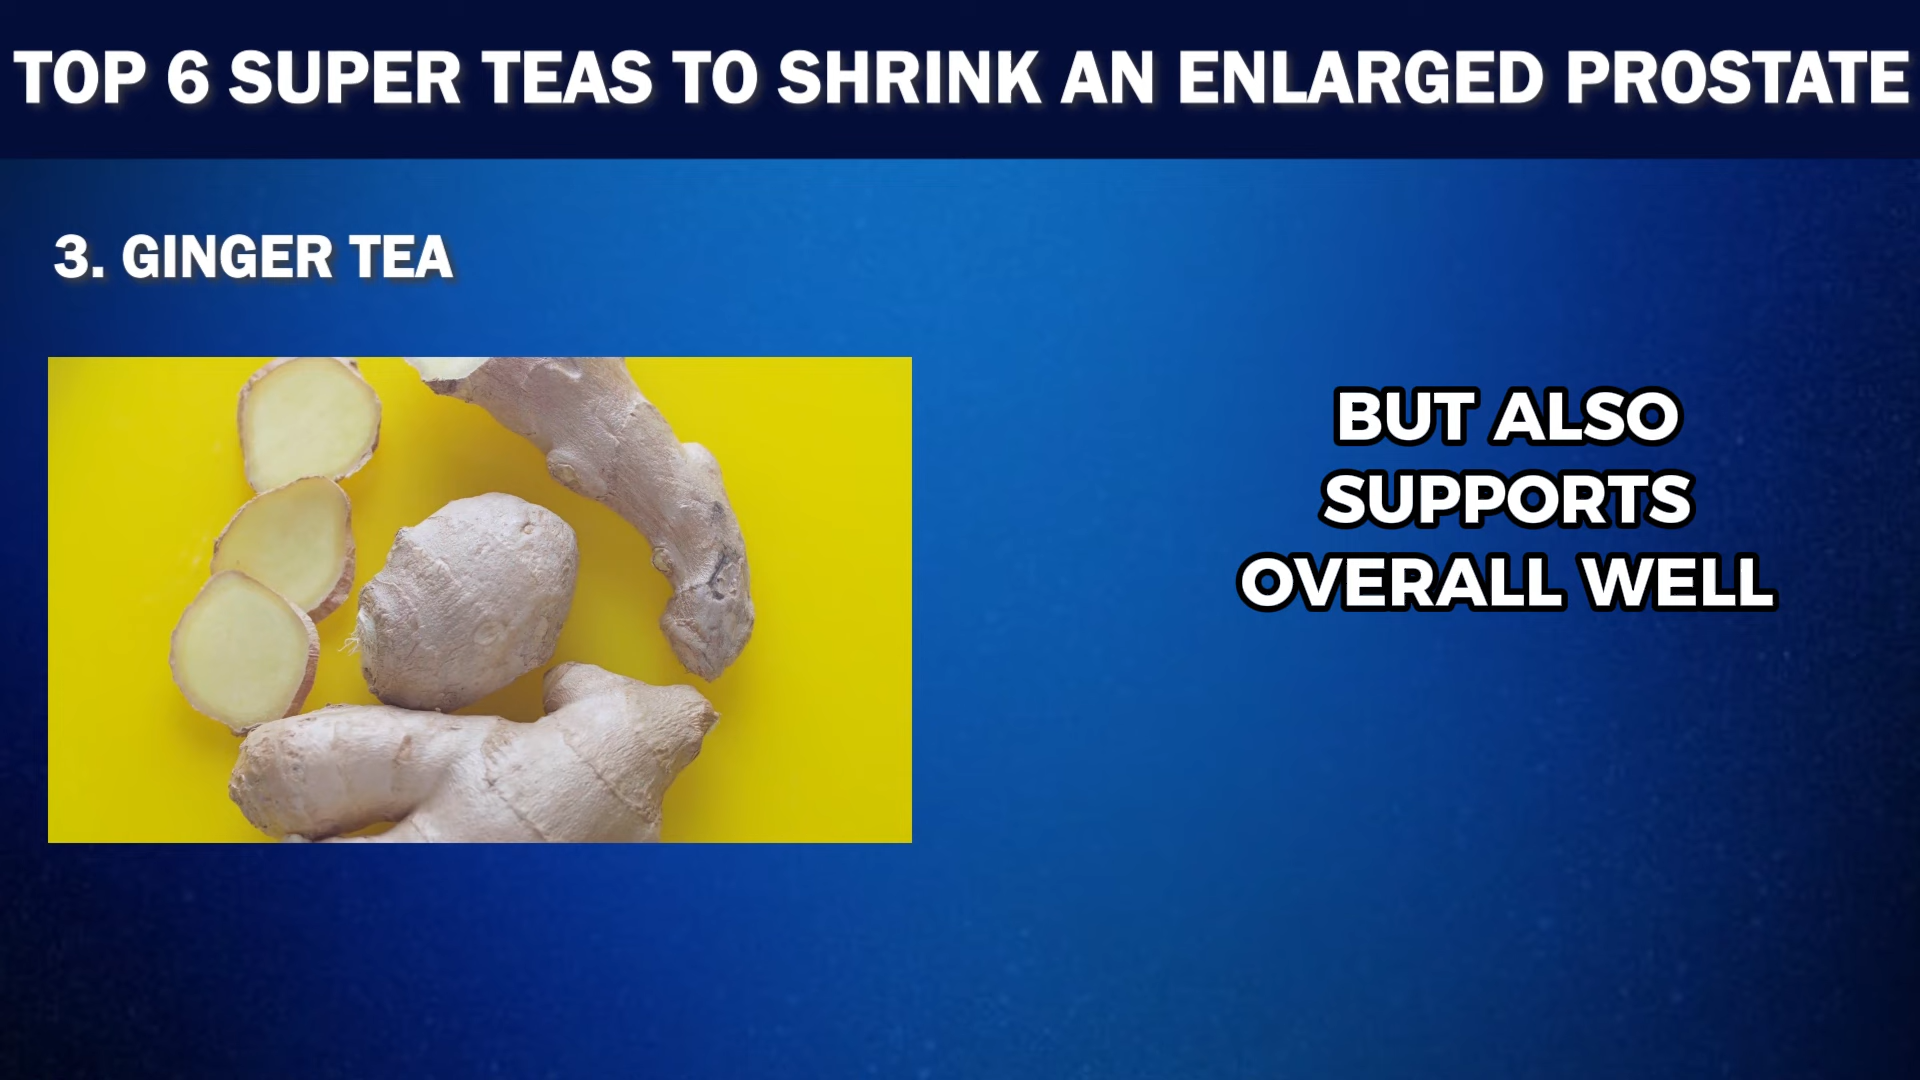 TOP 6 SUPER TEAS TO SHRINK AN ENLARGED PROSTATE
3. GINGER TEA
BUT ALSO
SUPPORTS
OVERALL WELL